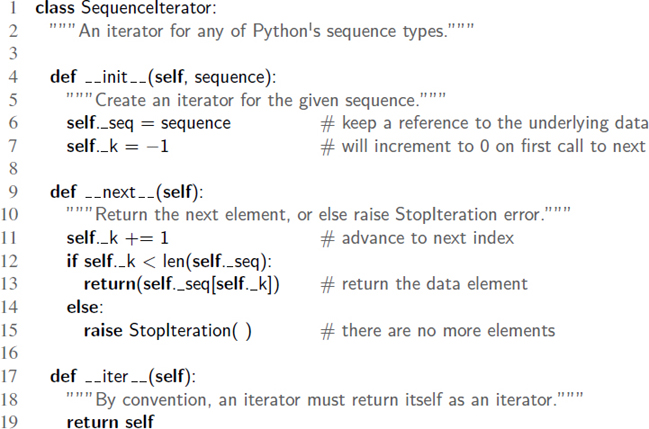 1 class SequenceIterator:
2 """An iterator for any of Python's sequence types."""
3
4 def __init__(self, sequence):
5 """Create an iterator for the given sequence."""
6 self._seq = sequence # keep a reference to the underlying data
7 self._k = −1 # will increment to 0 on first call to next
8
9 def __next__(self):
10 """Return the next element, or else raise StopIteration error."""
11 self._k += 1 # advance to next index
12 if self._k < len(self._seq):
13 return(self._seq[self._k]) # return the data element
14 else:
15 raise StopIteration( ) # there are no more elements
16
17 def __iter__(self):
18 """By convention, an iterator must return itself as an iterator."""
19 return self